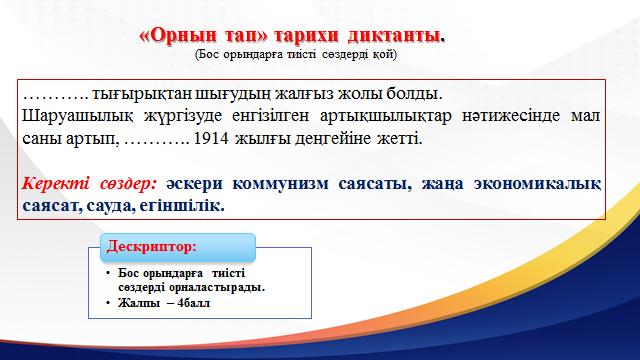 «Орнын тап» тарихи диктанты.
(Бос орындарға тиісті сөздерді қой)
……….. тығырықтан шығудың жалғыз жолы болды.
Шаруашылық жүргізуде енгізілген артықшылықтар нәтижесінде мал
саны артып, ……….. 1914 жылғы деңгейіне жетті.
Керекті сөздер: әскери коммунизм саясаты, жаңа экономикалық
саясат, сауда, егіншілік.
Дескриптор:
• Бос орындарға тиісті
сөздерді орналастырады.
• Жалпы – 4балл